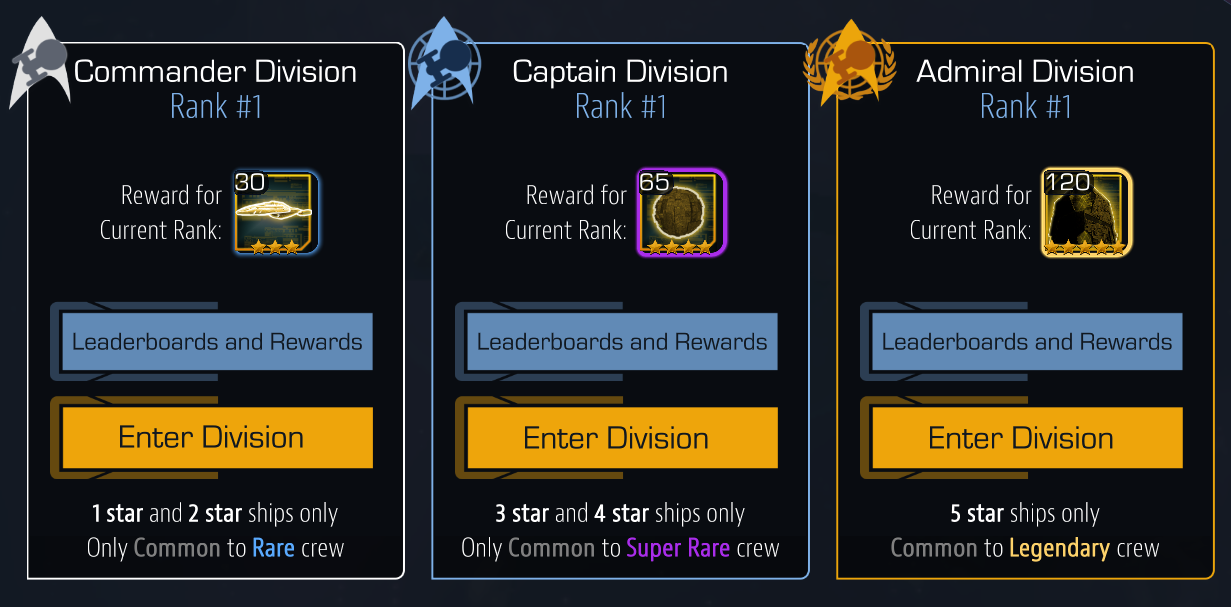 Commander Division
Rank #1
Reward for
Current Rank:
30
Leaderboards and Rewards
Enter Division
1 star and 2 star ships only
Only Common to Rare crew
Captain Division
Rank #1
Reward for
Current Rank:
65
Leaderboards and Rewards
Enter Division
3 star and 4 star ships only
Only Common to Super Rare crew
Admiral Division
Rank #1
Reward for
Current Rank:
120
Leaderboards and Rewards
Enter Division
5 star ships only
Common to Legendary crew